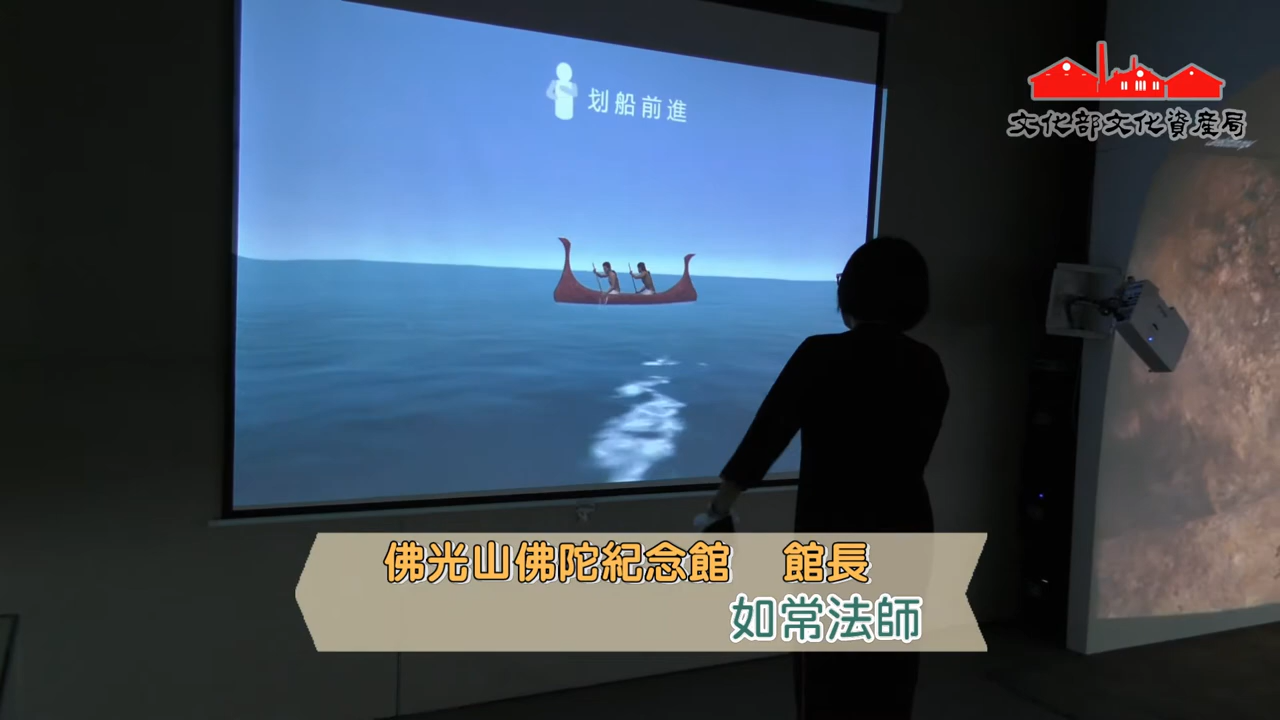 划船前進
文化部文化資產局
佛光山佛陀紀念館 館長
如常法師